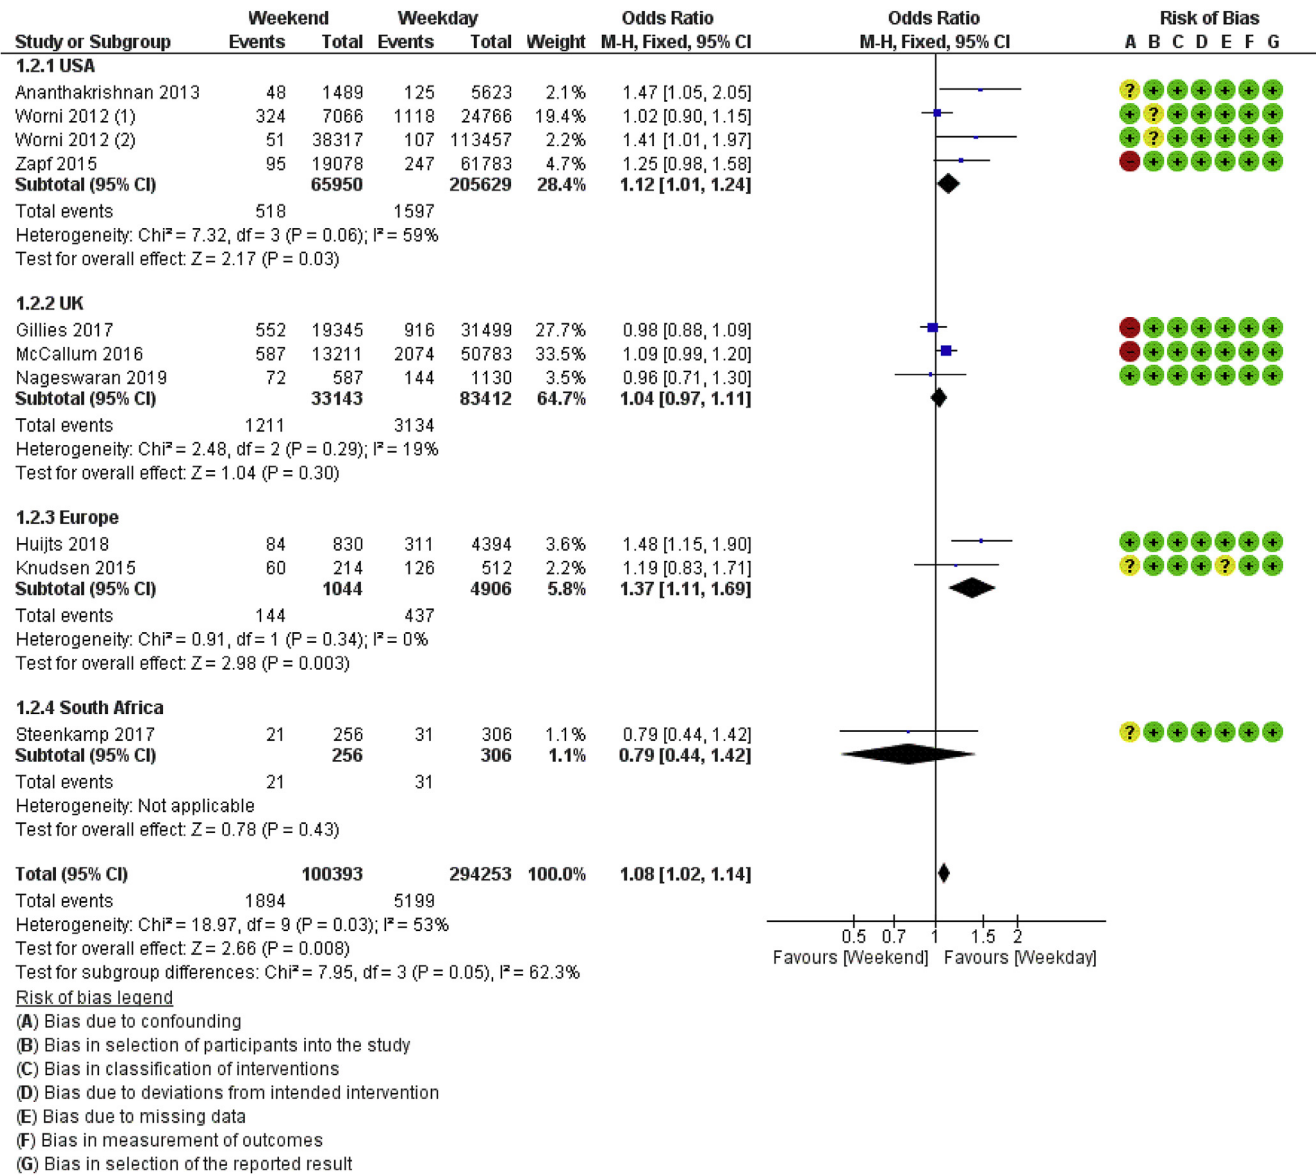 Weekend Weekday Odds Ratio Odds Ratio Risk of Bias
Study or Subgroup Events Total Events Total Weight M-H, Fixed, 95% CI M-H, Fixed, 95% CI A B C D E F G
1.2.1 USA
Ananthakrishnan 2013 48 1489 125 5623 2.1% 1.47 [1.05, 2.05] ? + + + + + +
Worni 2012 (1) 324 7066 1118 24766 19.4% 1.02 [0.90, 1.15] + ? + + + + +
Worni 2012 (2) 51 38317 107 113457 2.2% 1.41 [1.01, 1.97] + ? + + + + +
Zapf 2015 95 19078 247 61783 4.7% 1.25 [0.98, 1.58] - + + + + + +
Subtotal (95% CI) 65950 205629 28.4% 1.12 [1.01, 1.24]
Total events 518 1597
Heterogeneity: Chi² = 7.32, df = 3 (P = 0.06); I² = 59%
Test for overall effect: Z = 2.17 (P = 0.03)
1.2.2 UK
Gillies 2017 552 19345 916 31499 27.7% 0.98 [0.88, 1.09] - + + + + + +
McCallum 2016 587 13211 2074 50783 33.5% 1.09 [0.99, 1.20] - + + + + + +
Nageswaran 2019 72 587 144 1130 3.5% 0.96 [0.71, 1.30] + + + + + + +
Subtotal (95% CI) 33143 83412 64.7% 1.04 [0.97, 1.11]
Total events 1211 3134
Heterogeneity: Chi² = 2.48, df = 2 (P = 0.29); I² = 19%
Test for overall effect: Z = 1.04 (P = 0.30)
1.2.3 Europe
Huijts 2018 84 830 311 4394 3.6% 1.48 [1.15, 1.90] + + + + + + +
Knudsen 2015 60 214 126 512 2.2% 1.19 [0.83, 1.71] ? + + + ? + +
Subtotal (95% CI) 1044 4906 5.8% 1.37 [1.11, 1.69]
Total events 144 437
Heterogeneity: Chi² = 0.91, df = 1 (P = 0.34); I² = 0%
Test for overall effect: Z = 2.98 (P = 0.003)
1.2.4 South Africa
Steenkamp 2017 21 256 31 306 1.1% 0.79 [0.44, 1.42] ? + + + + + +
Subtotal (95% CI) 256 306 1.1% 0.79 [0.44, 1.42]
Total events 21 31
Heterogeneity: Not applicable
Test for overall effect: Z = 0.78 (P = 0.43)
Total (95% CI) 100393 294253 100.0% 1.08 [1.02, 1.14]
Total events 1894 5199
Heterogeneity: Chi² = 18.97, df = 9 (P = 0.03); I² = 53%
Test for overall effect: Z = 2.66 (P = 0.008)
Test for subgroup differences: Chi² = 7.95, df = 3 (P = 0.05), I² = 62.3%
0.5 0.7 1 1.5 2
Favours [Weekend] Favours [Weekday]
Risk of bias legend
(A) Bias due to confounding
(B) Bias in selection of participants into the study
(C) Bias in classification of interventions
(D) Bias due to deviations from intended intervention
(E) Bias due to missing data
(F) Bias in measurement of outcomes
(G) Bias in selection of the reported result